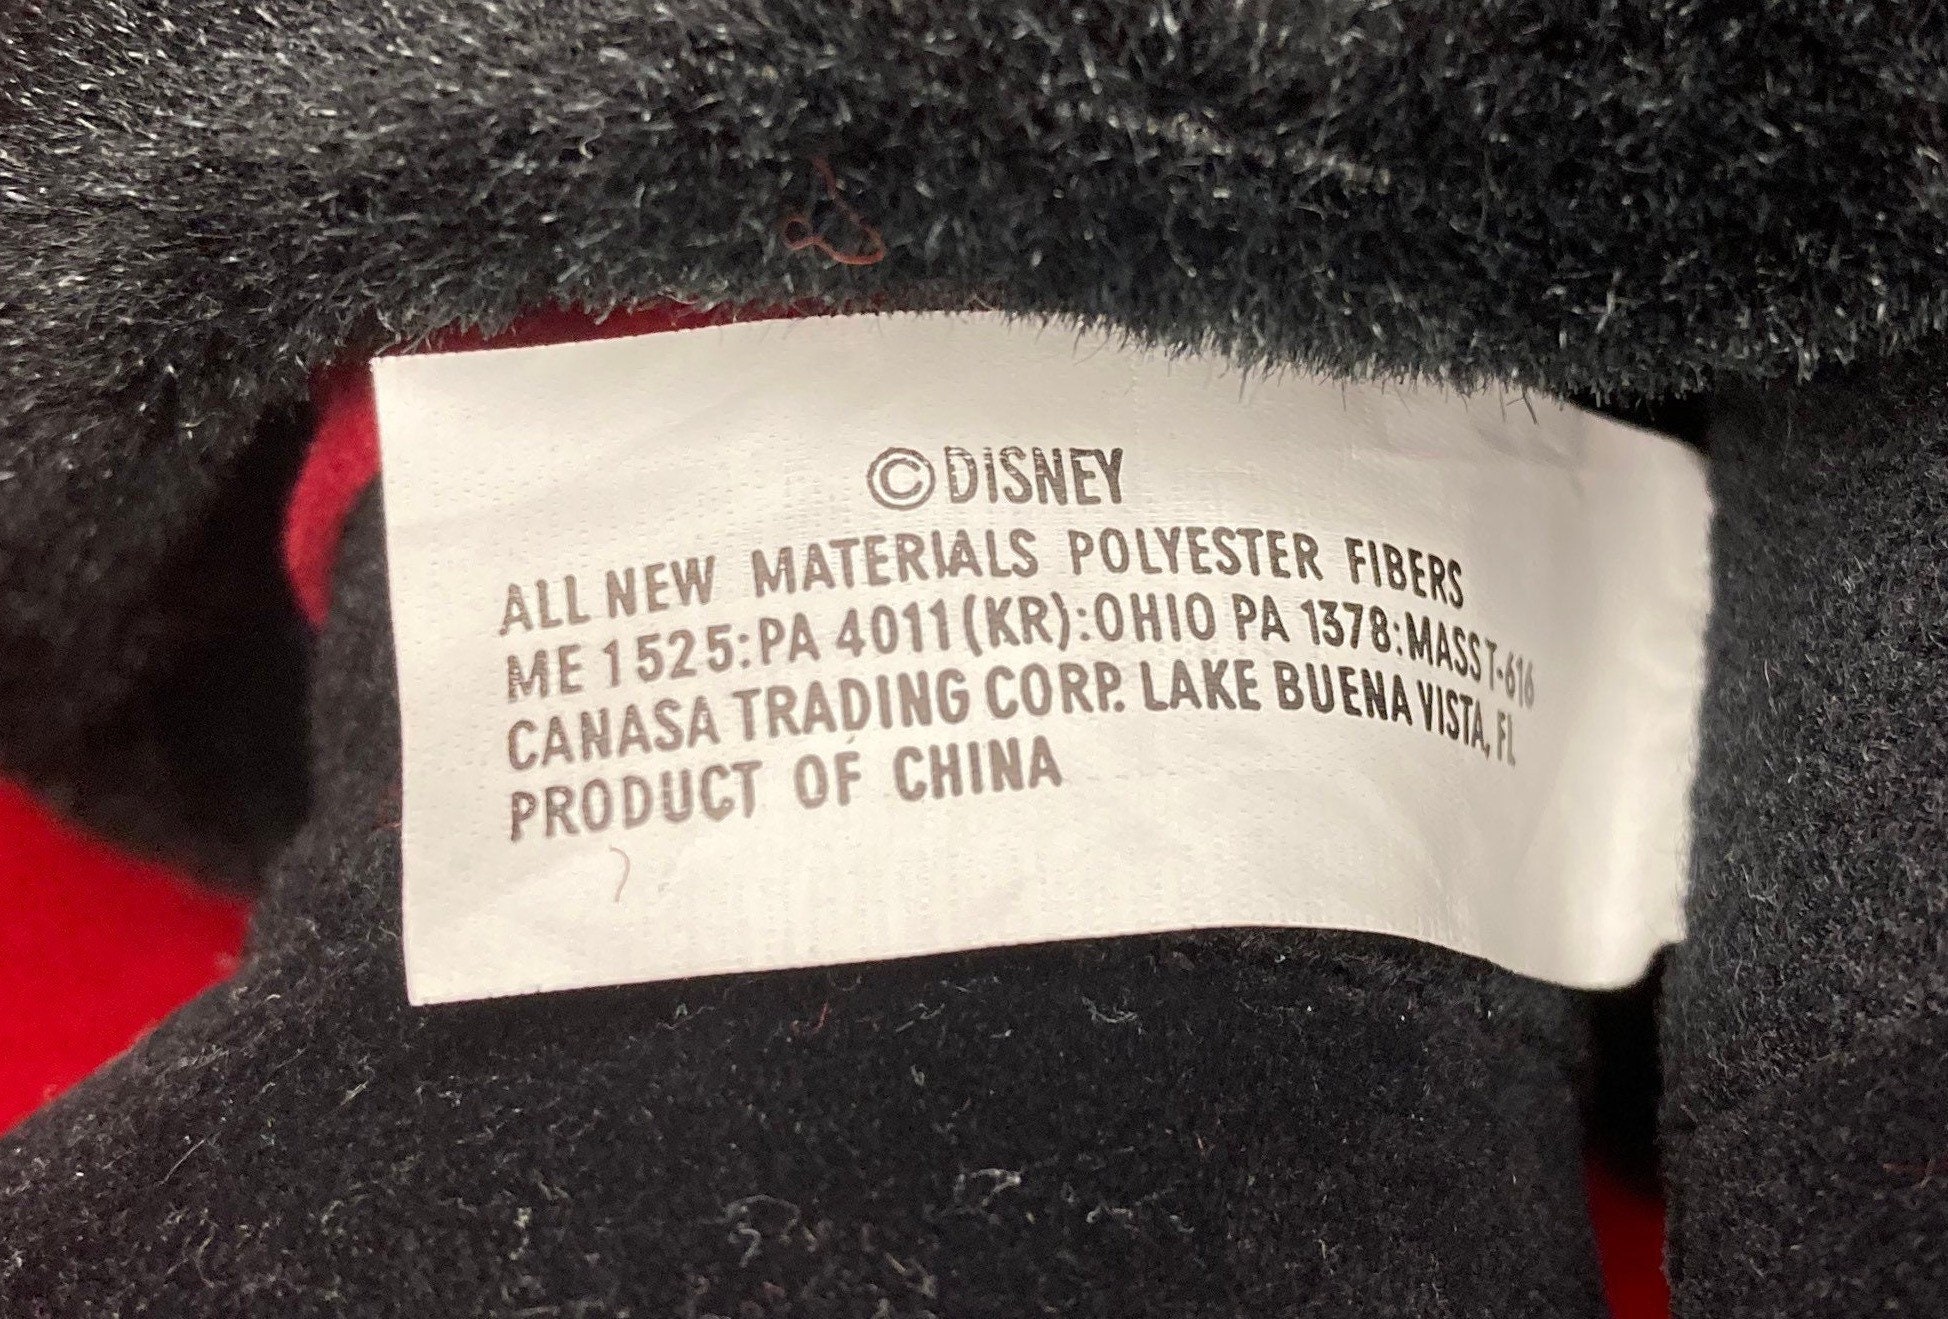 ©DISNEY
ALL NEW MATERIALS POLYESTER FIBERS
ME 1525:PA 4011(KR):OHIO PA 1378:MASS T-616
CANASA TRADING CORP. LAKE BUENA VISTA, FL
PRODUCT OF CHINA